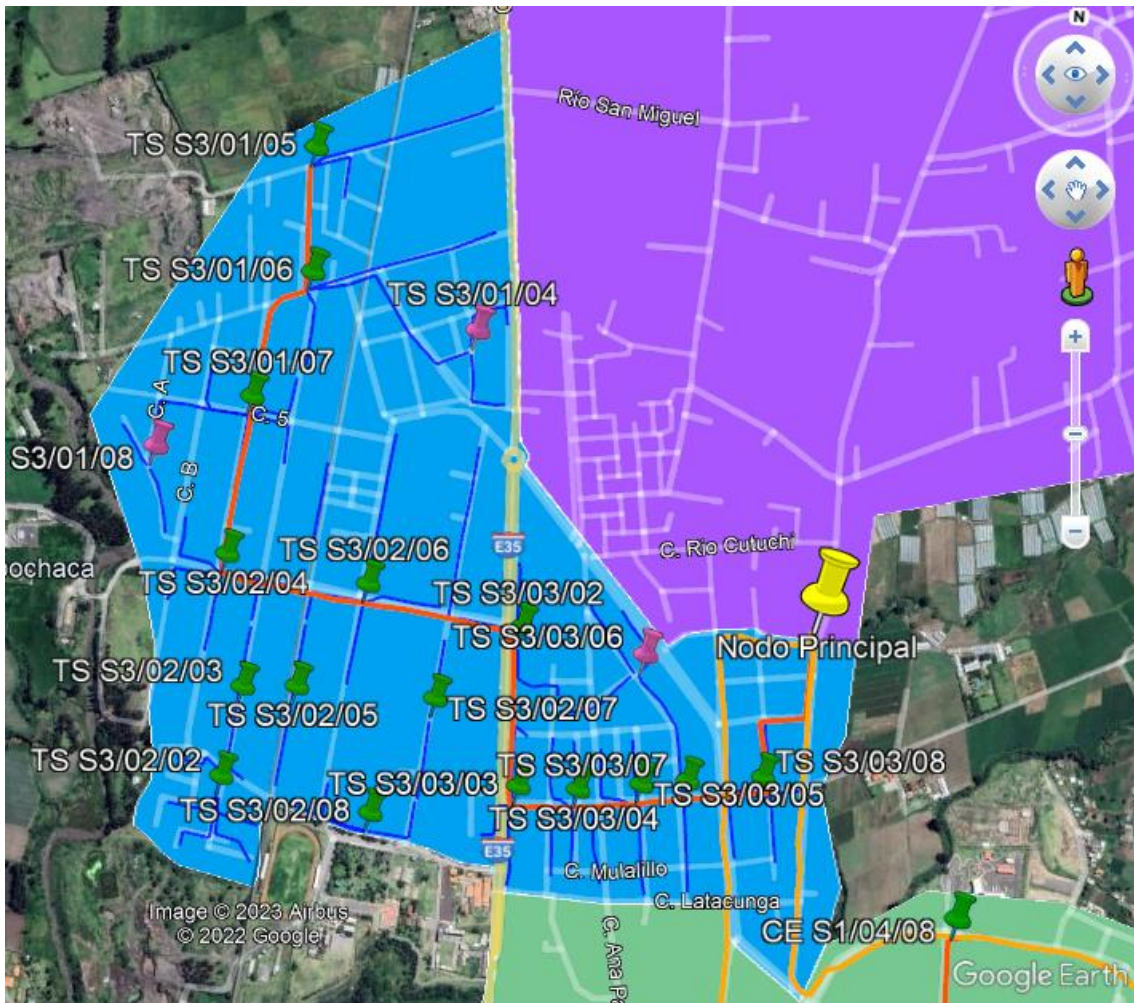 N
Río San Miguel
TS S3/01/05
TS S3/01/06
TS S3/01/04
TS S3/01/07
C. A
C. 5
S3/01/08
C. B
E35
C. Río Cutuchi
TS S3/02/06
pochaca
TS S3/02/04
TS S3/03/02
TS S3/03/06
Nodo Principal
TS S3/02/03
TS S3/02/05
TS S3/02/07
TS S3/02/02
TS S3/03/07
TS S3/03/08
TS S3/03/03
TS S3/02/08
TS S3/03/05
TS S3/03/04
E35
C. Mulalillo
C. Latacunga
Image © 2023 Airbus
© 2022 Google
CE S1/04/08
C. Ana Pa
Google Earth